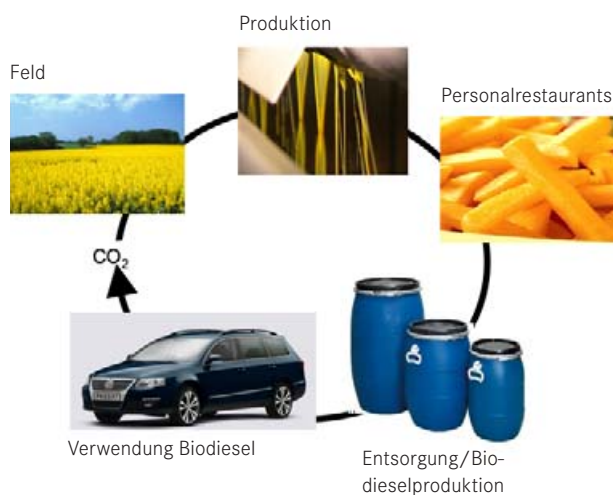 Produktion
Feld
Personalrestaurants
CO₂
Verwendung Biodiesel
Entsorgung/Bio-
dieselproduktion